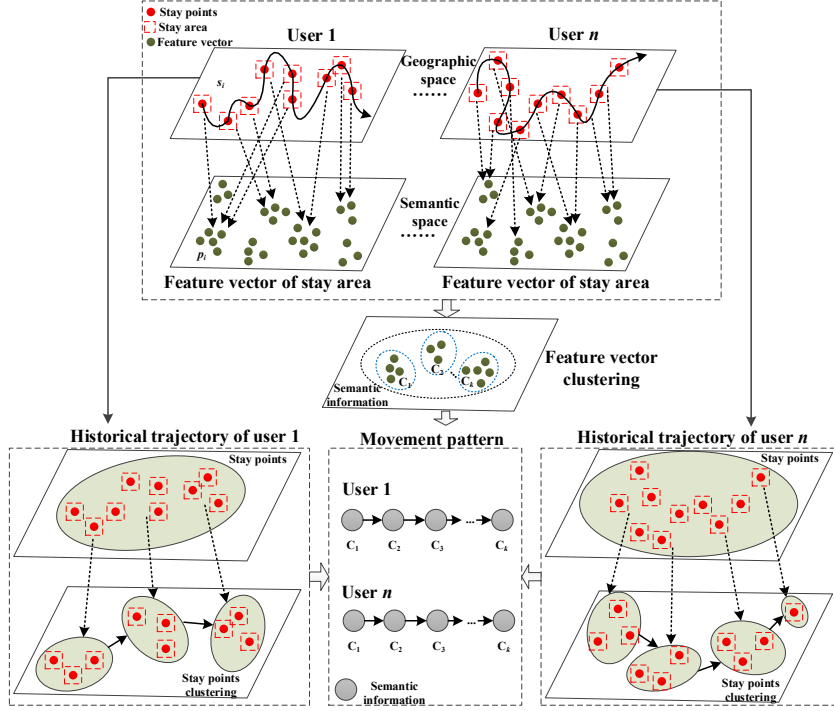 Stay points
Stay area
Feature vector
User 1
User n
Geographic
space
......
s_i
Semantic
space
......
p_i
Feature vector of stay area
Feature vector of stay area
C_1
C_2
...
C_k
Semantic
information
Feature vector
clustering
Historical trajectory of user 1
Movement pattern
Historical trajectory of user n
Stay points
Stay points
User 1
C_1 C_2 C_3 ... C_k
User n
C_1 C_2 C_3 ... C_k
Stay points
clustering
Semantic
information
Stay points
clustering